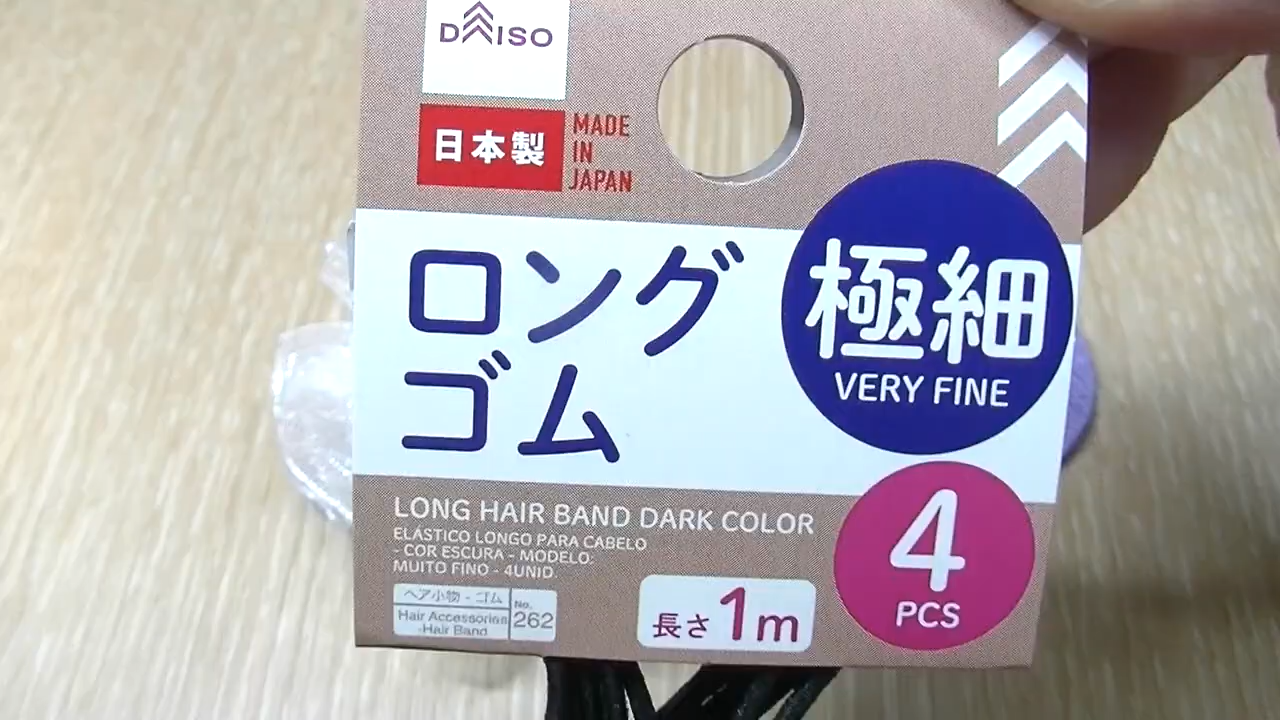 DAISO
日本製
MADE
IN
JAPAN
ロング
ゴム
極細
VERY FINE
LONG HAIR BAND DARK COLOR
ELÁSTICO LONGO PARA CABELO
- COR ESCURA - MODELO:
MUITO FINO - 4UNID.
4
PCS
ヘア小物 - ゴム
Hair Accessories
-Hair Band
No.
262
長さ1m